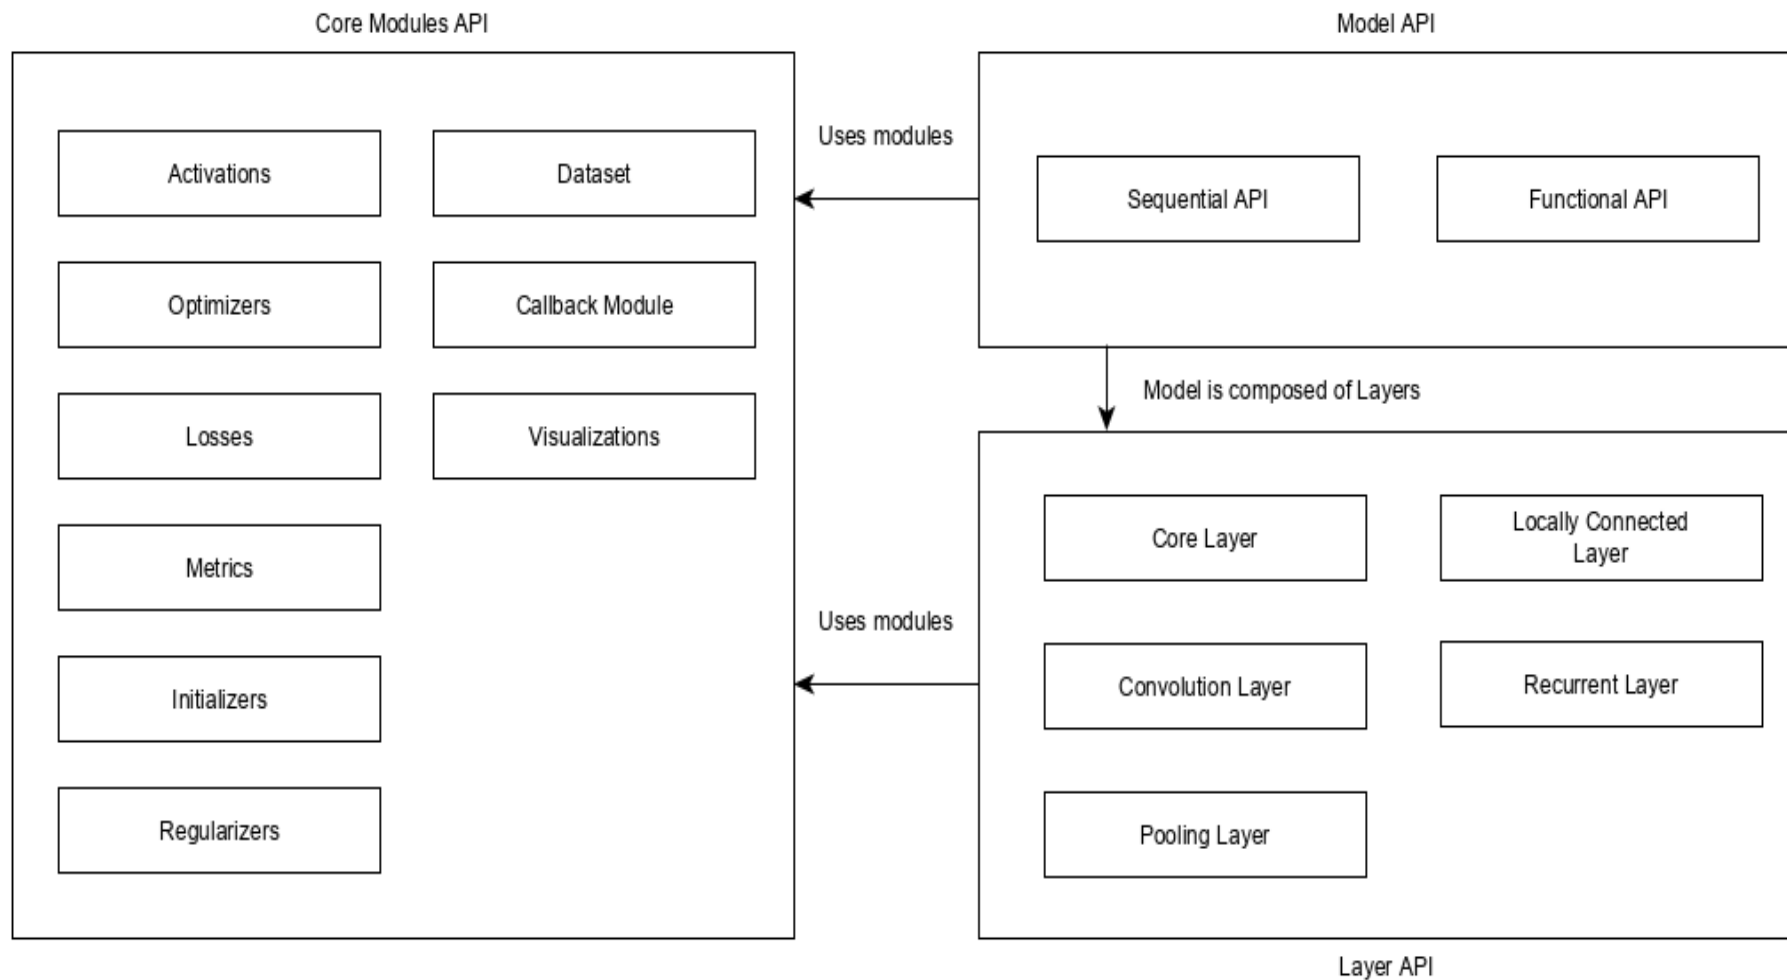 Core Modules API
Activations
Dataset
Optimizers
Callback Module
Losses
Visualizations
Metrics
Initializers
Regularizers
Uses modules
Uses modules
Model API
Sequential API
Functional API
Model is composed of Layers
Core Layer
Locally Connected
Layer
Convolution Layer
Recurrent Layer
Pooling Layer
Layer API